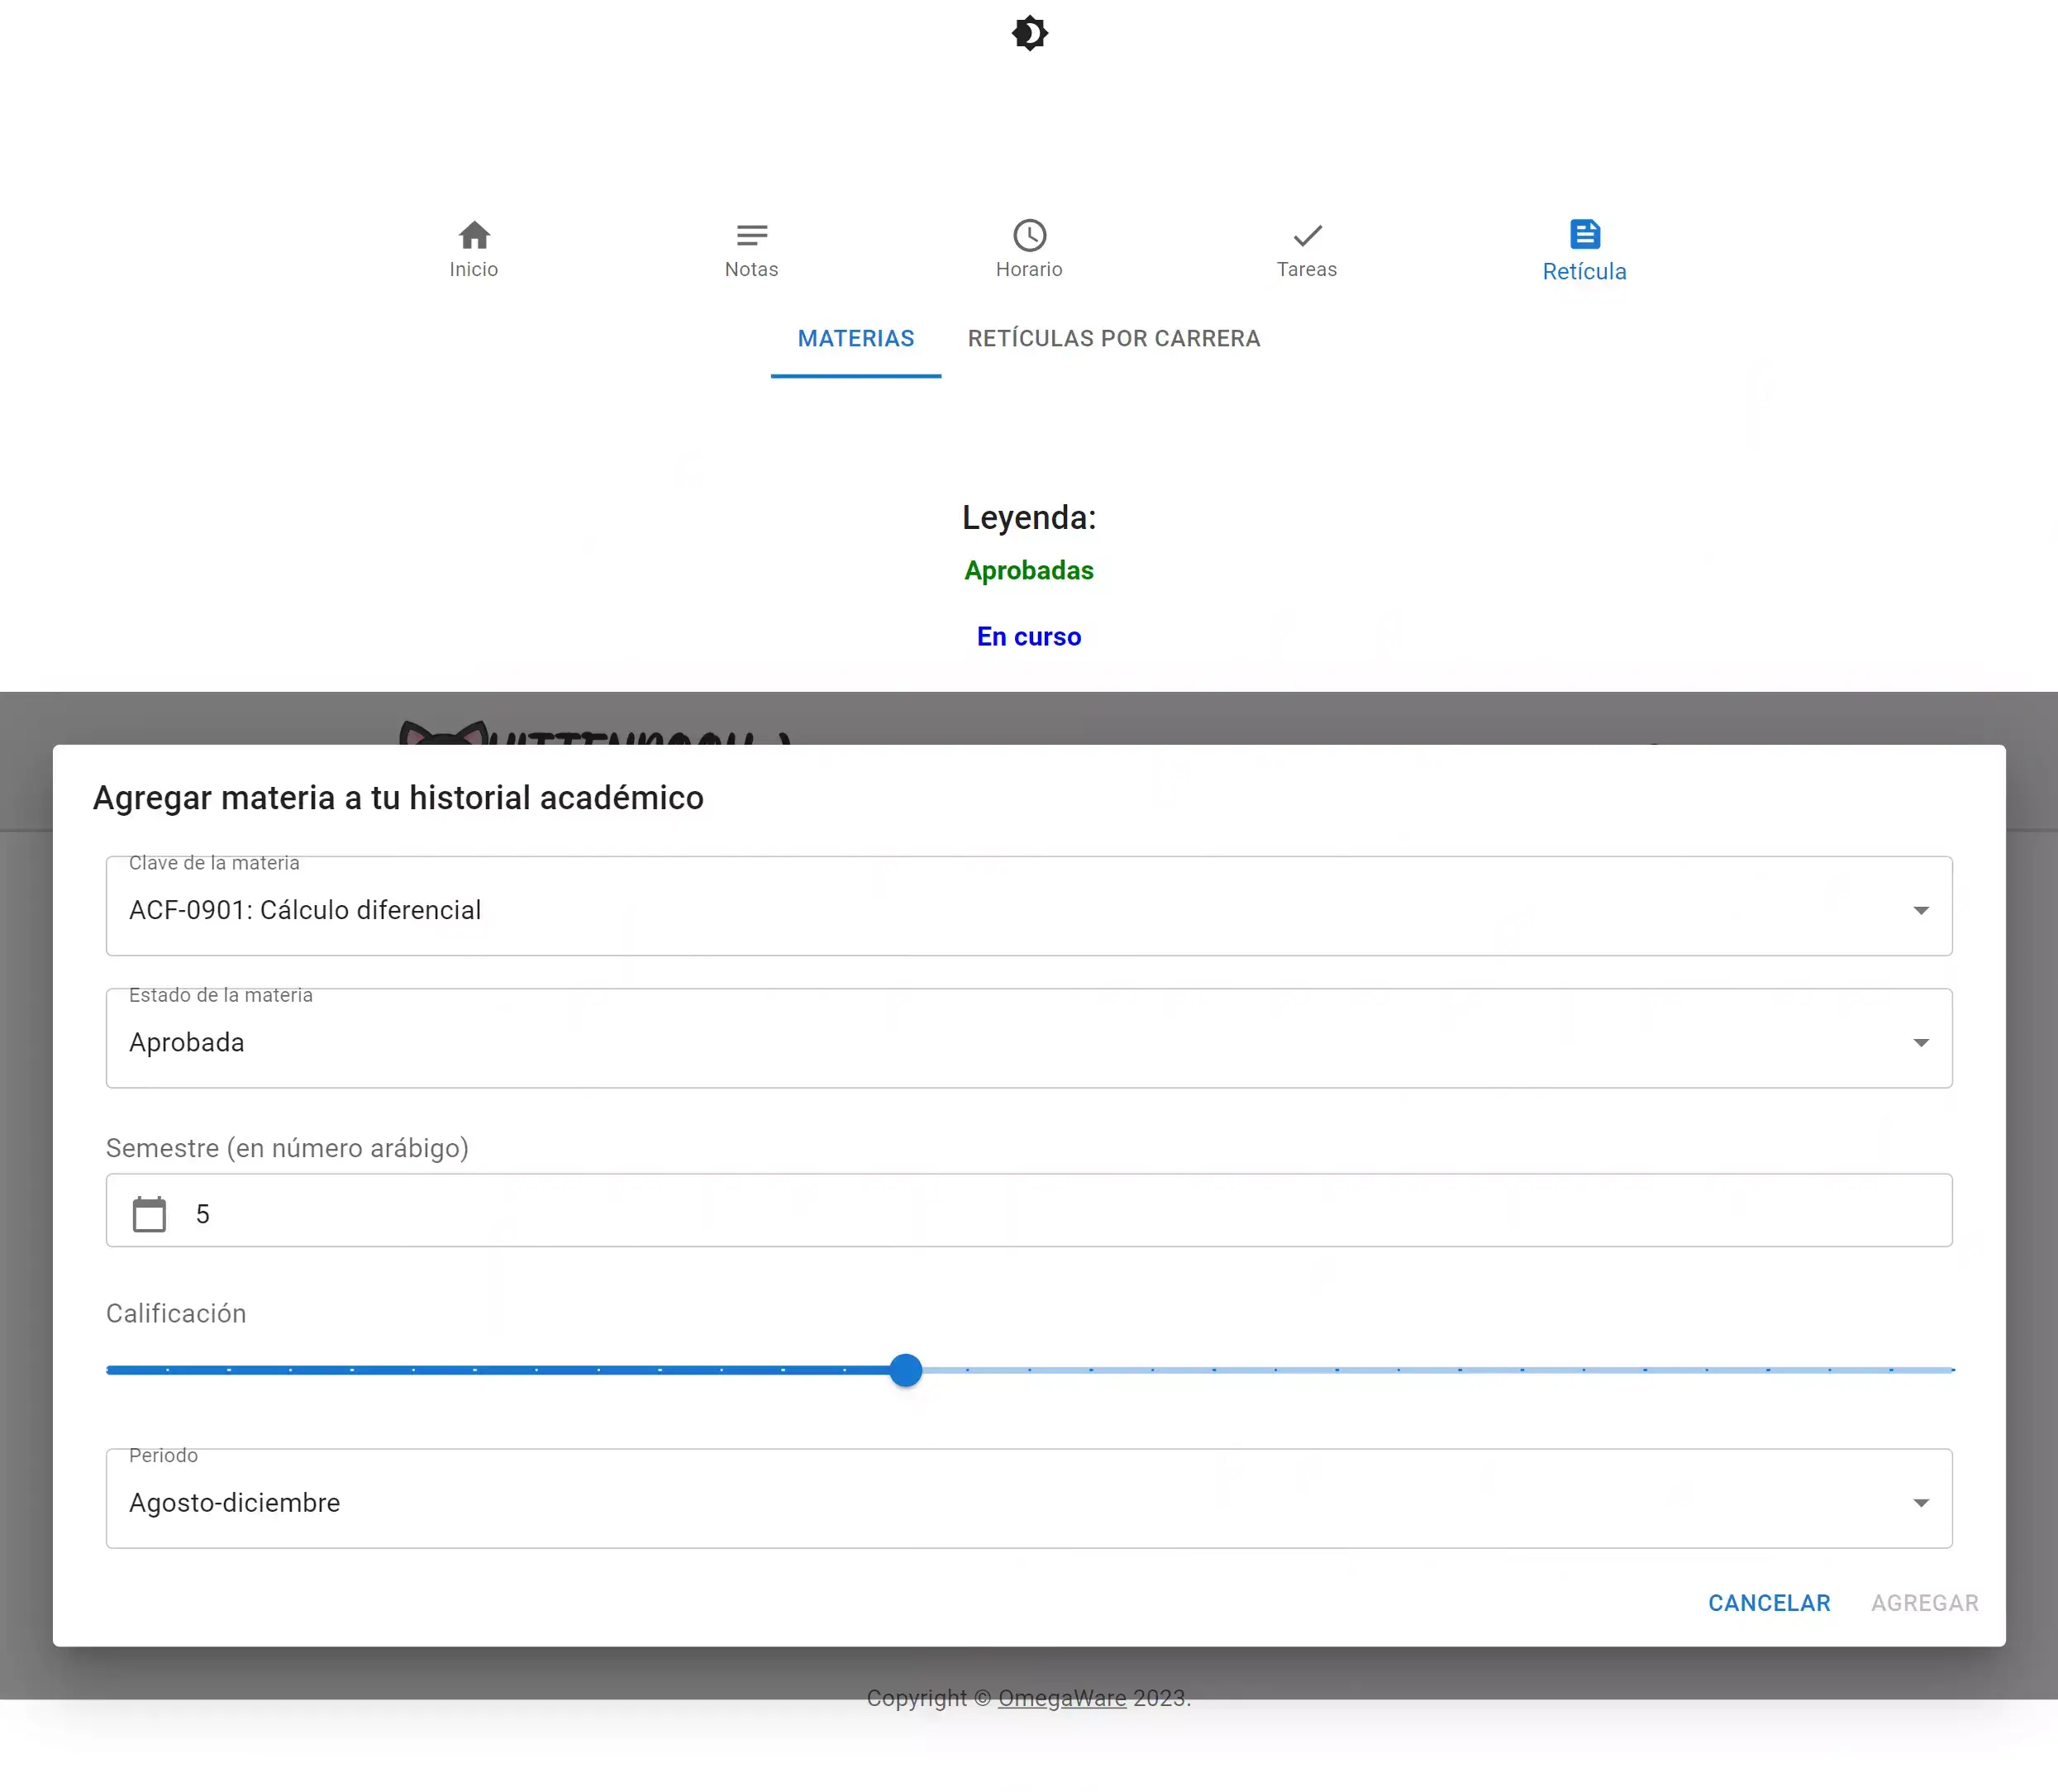 Inicio
Notas
Horario
Tareas
Retícula
MATERIAS
RETÍCULAS POR CARRERA
Leyenda:
Aprobadas
En curso
Agregar materia a tu historial académico
Clave de la materia
ACF-0901: Cálculo diferencial
Estado de la materia
Aprobada
Semestre (en número arábigo)
5
Calificación
Periodo
Agosto-diciembre
CANCELAR
AGREGAR
Copyright © OmegaWare 2023.